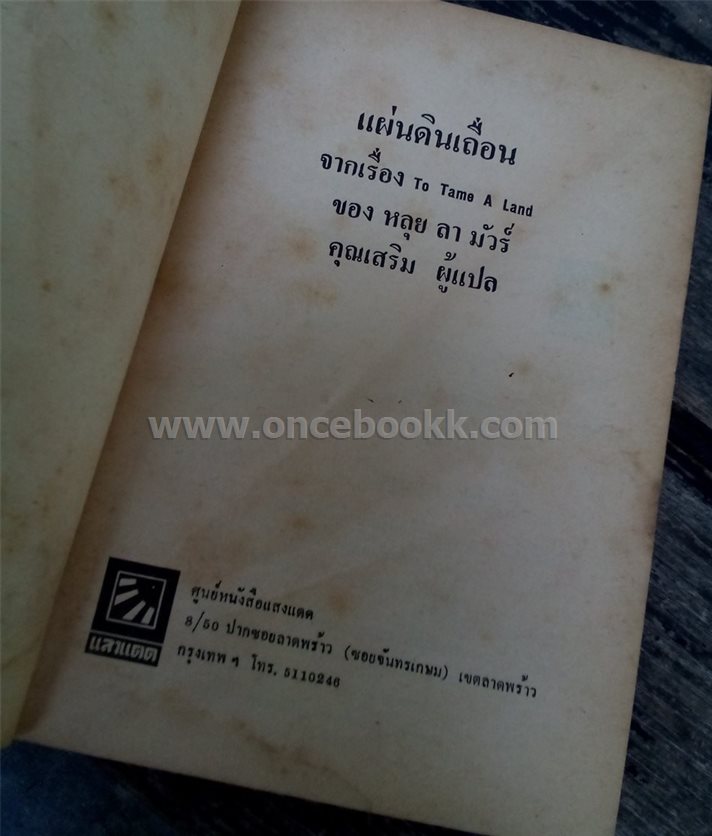 แผ่นดินเถื่อน
จากเรื่อง To Tame A Land
ของ หลุย ลา มัวร์
คุณเสริม ผู้แปล
www.oncebookk.com
แสงแดด
ศูนย์หนังสือแสงแดด
8/50 ปากซอยลาดพร้าว (ซอยจันทรเกษม) เขตลาดพร้าว
กรุงเทพ ฯ โทร. 5110246